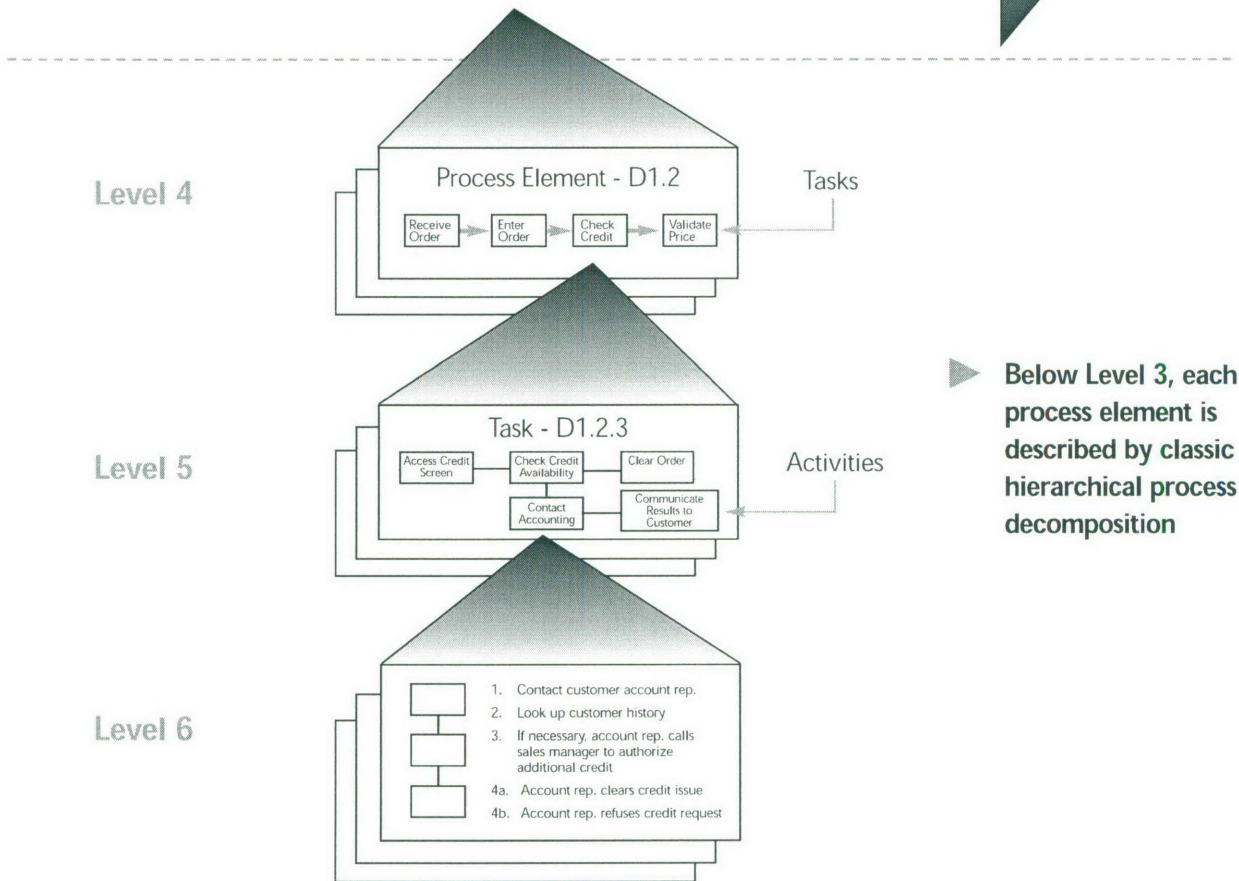 Level 4
Process Element - D1.2
Receive
Order
Enter
Order
Check
Credit
Validate
Price
Tasks
Level 5
Task - D1.2.3
Access Credit
Screen
Check Credit
Availability
Clear Order
Contact
Accounting
Communicate
Results to
Customer
Activities
Below Level 3, each
process element is
described by classic
hierarchical process
decomposition
Level 6
1. Contact customer account rep.
2. Look up customer history
3. If necessary, account rep. calls
sales manager to authorize
additional credit
4a. Account rep. clears credit issue
4b. Account rep. refuses credit request